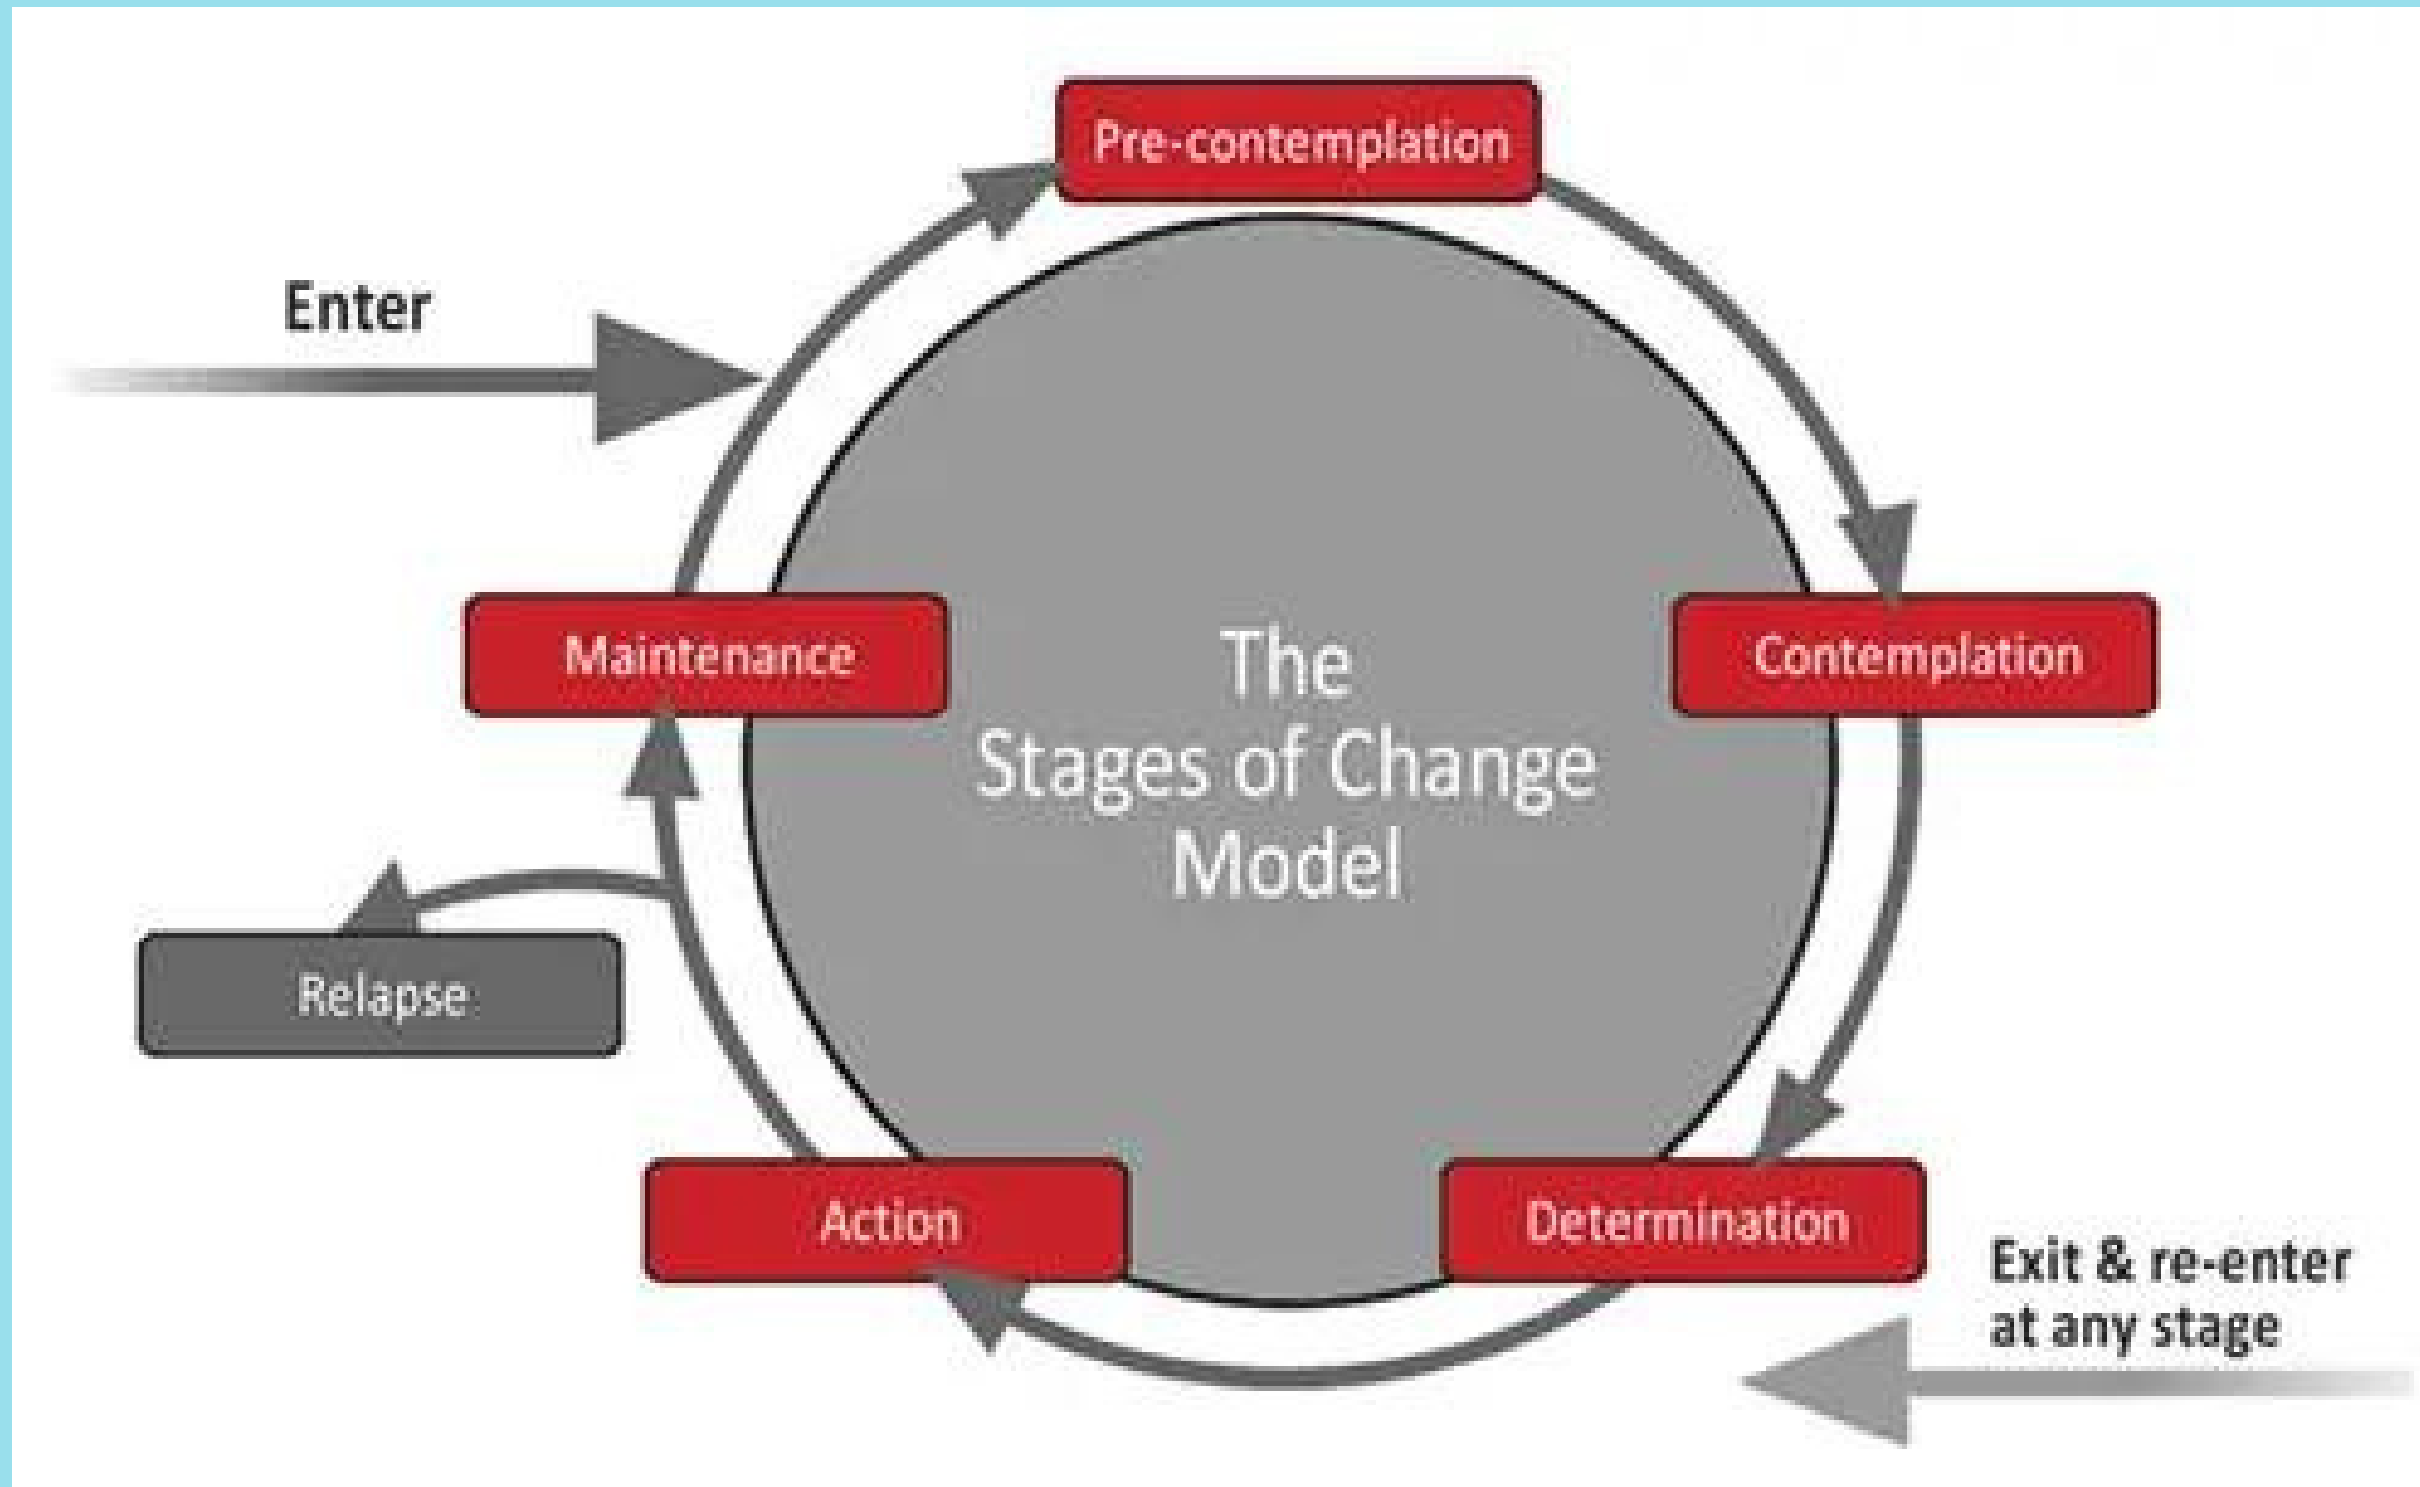 Pre-contemplation
Enter
Maintenance
Contemplation
The
Stages of Change
Model
Relapse
Action
Determination
Exit & re-enter
at any stage